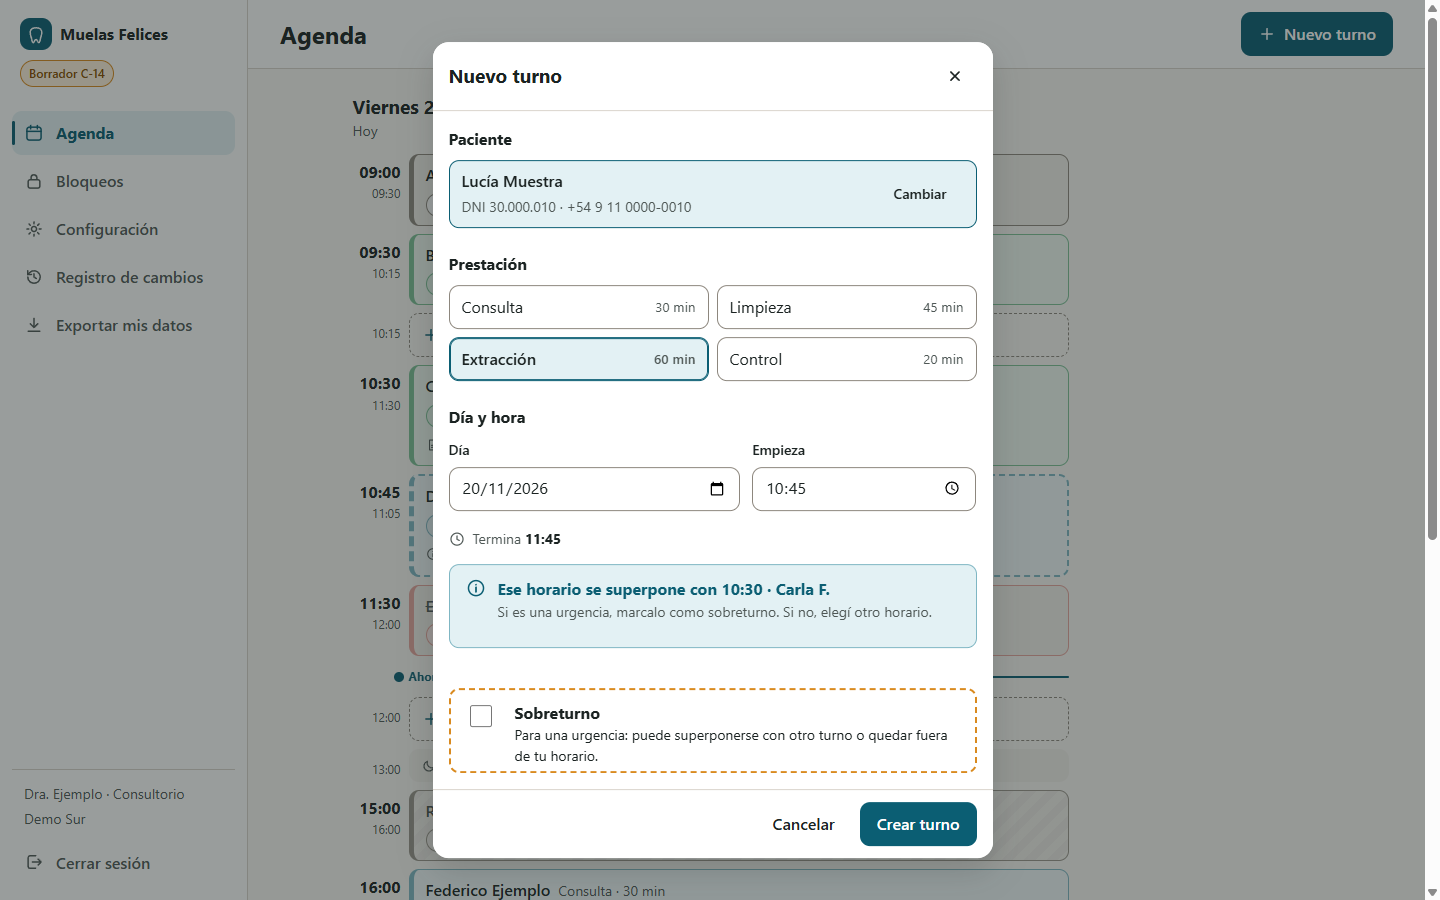 Muelas Felices
Borrador C-14
Agenda
Bloqueos
Configuración
Registro de cambios
Exportar mis datos
Dra. Ejemplo · Consultorio
Demo Sur
Cerrar sesión
Agenda
Nuevo turno
Viernes 2
Hoy
09:00
09:30
09:30
10:15
10:15
10:30
11:30
10:45
11:05
11:30
12:00
Ahor
12:00
13:00
15:00
16:00
16:00
Federico Ejemplo Consulta · 30 min
Nuevo turno
Paciente
Lucía Muestra
DNI 30.000.010 · +54 9 11 0000-0010
Cambiar
Prestación
Consulta 30 min
Limpieza 45 min
Extracción 60 min
Control 20 min
Día y hora
Día
Empieza
20/11/2026
10:45
Termina 11:45
Ese horario se superpone con 10:30 · Carla F.
Si es una urgencia, marcalo como sobreturno. Si no, elegí otro horario.
Sobreturno
Para una urgencia: puede superponerse con otro turno o quedar fuera
de tu horario.
Cancelar
Crear turno